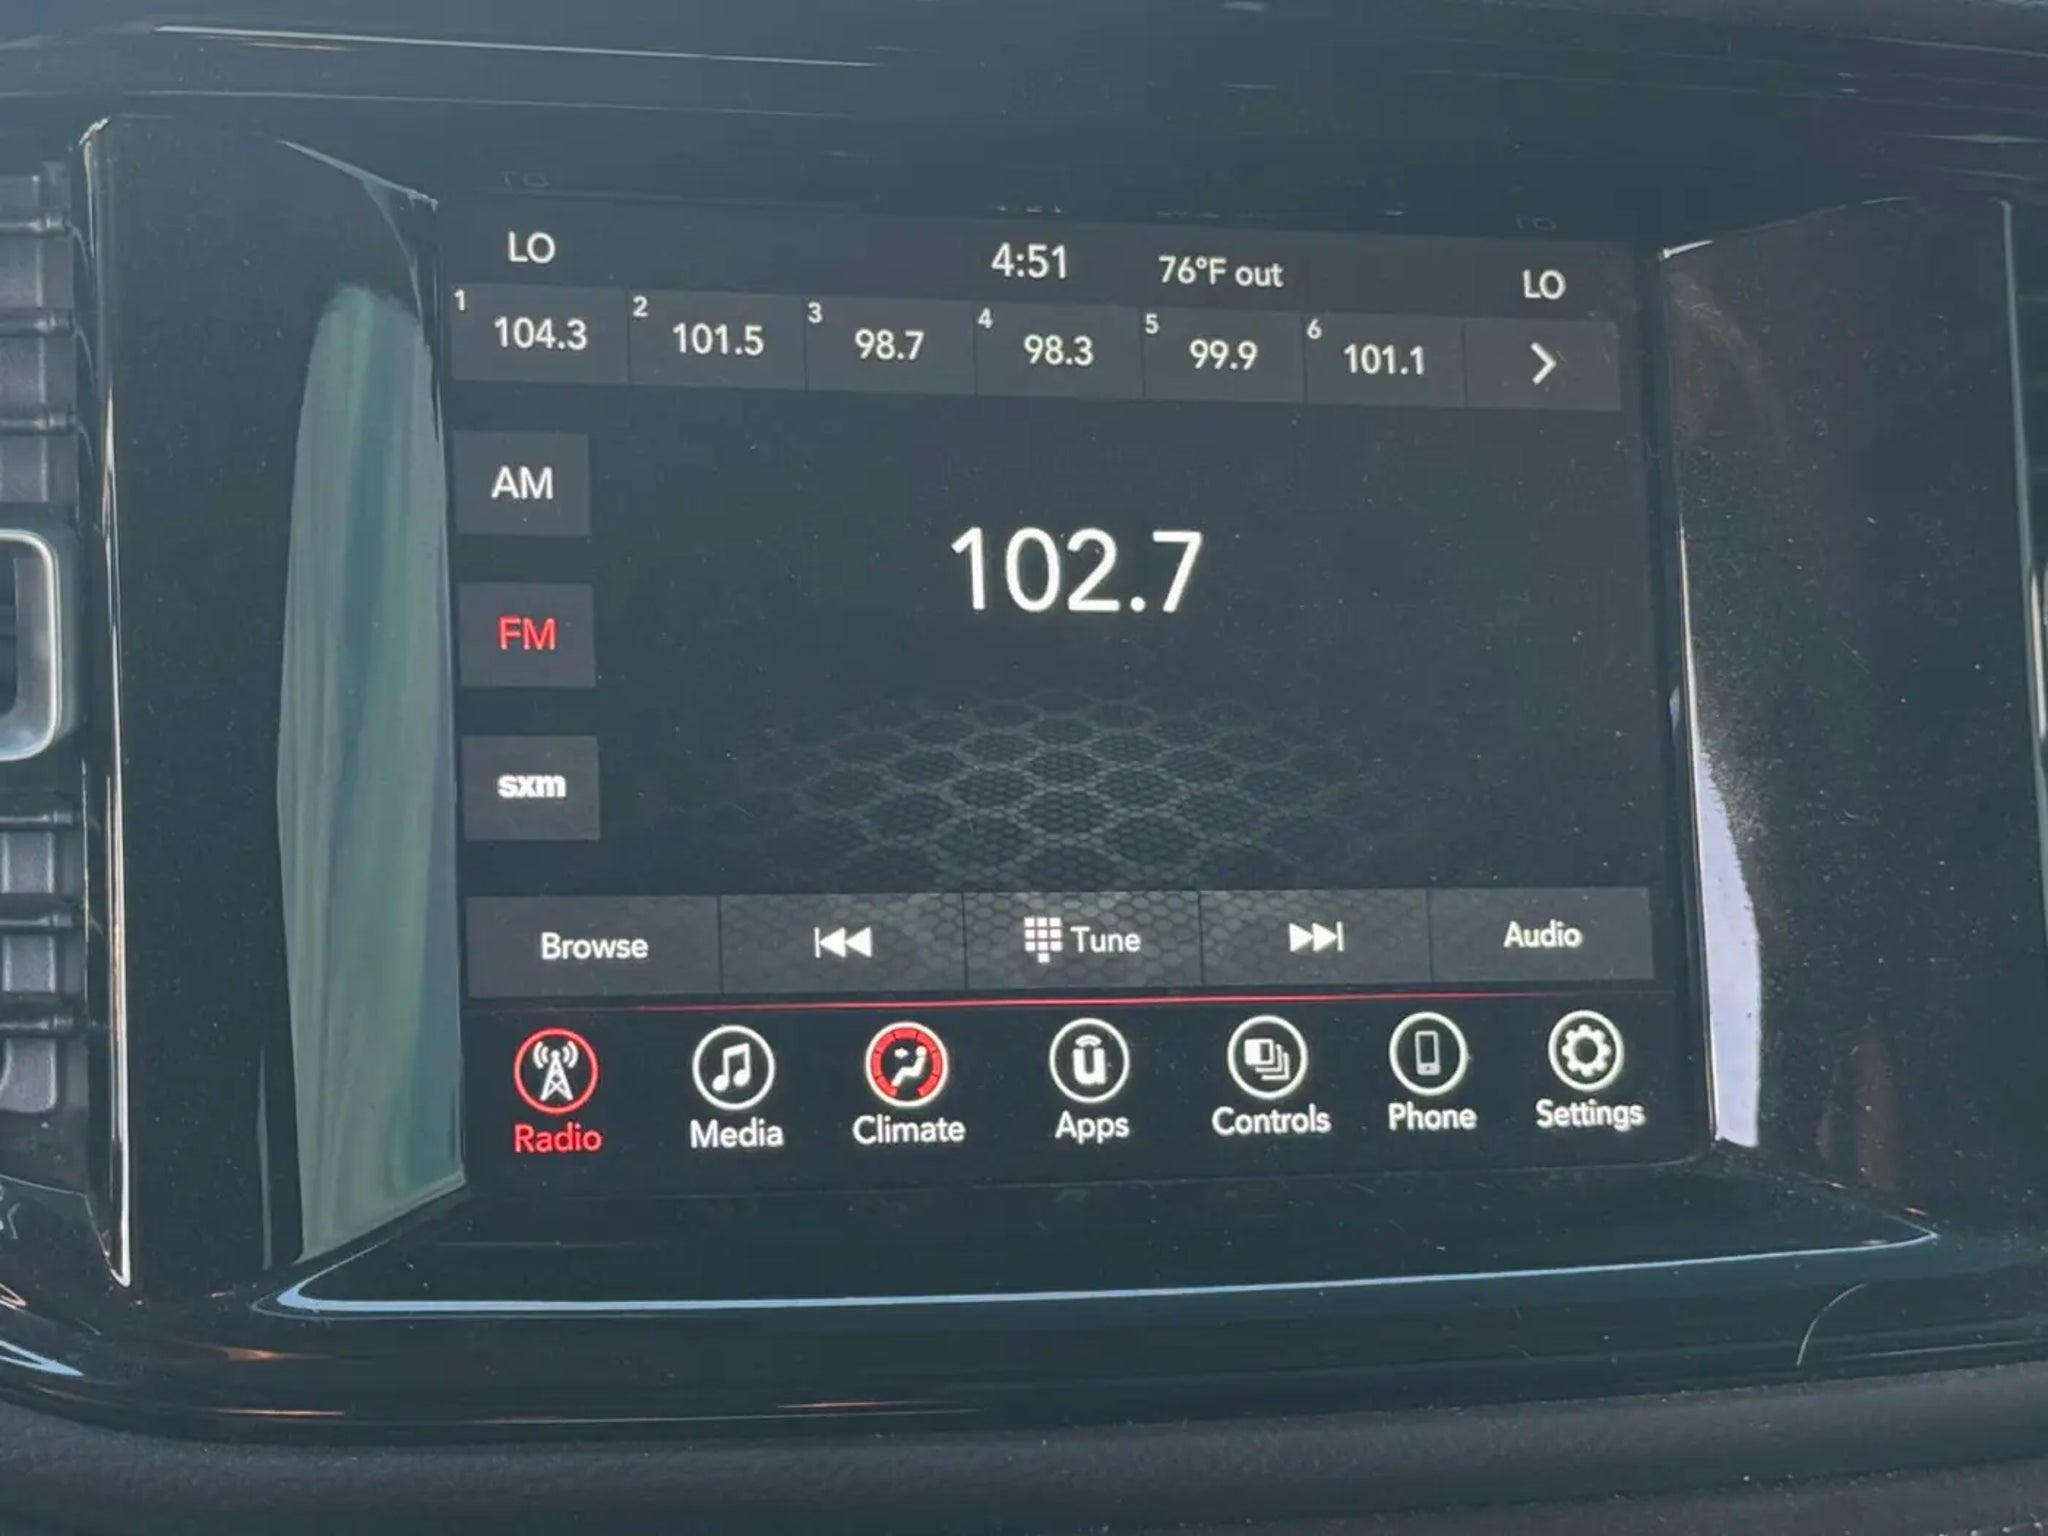 LO 4:51 76°F out LO
1 104.3 2 101.5 3 98.7 4 98.3 5 99.9 6 101.1
AM
102.7
FM
sxm
Browse Tune Audio
Radio Media Climate Apps Controls Phone Settings